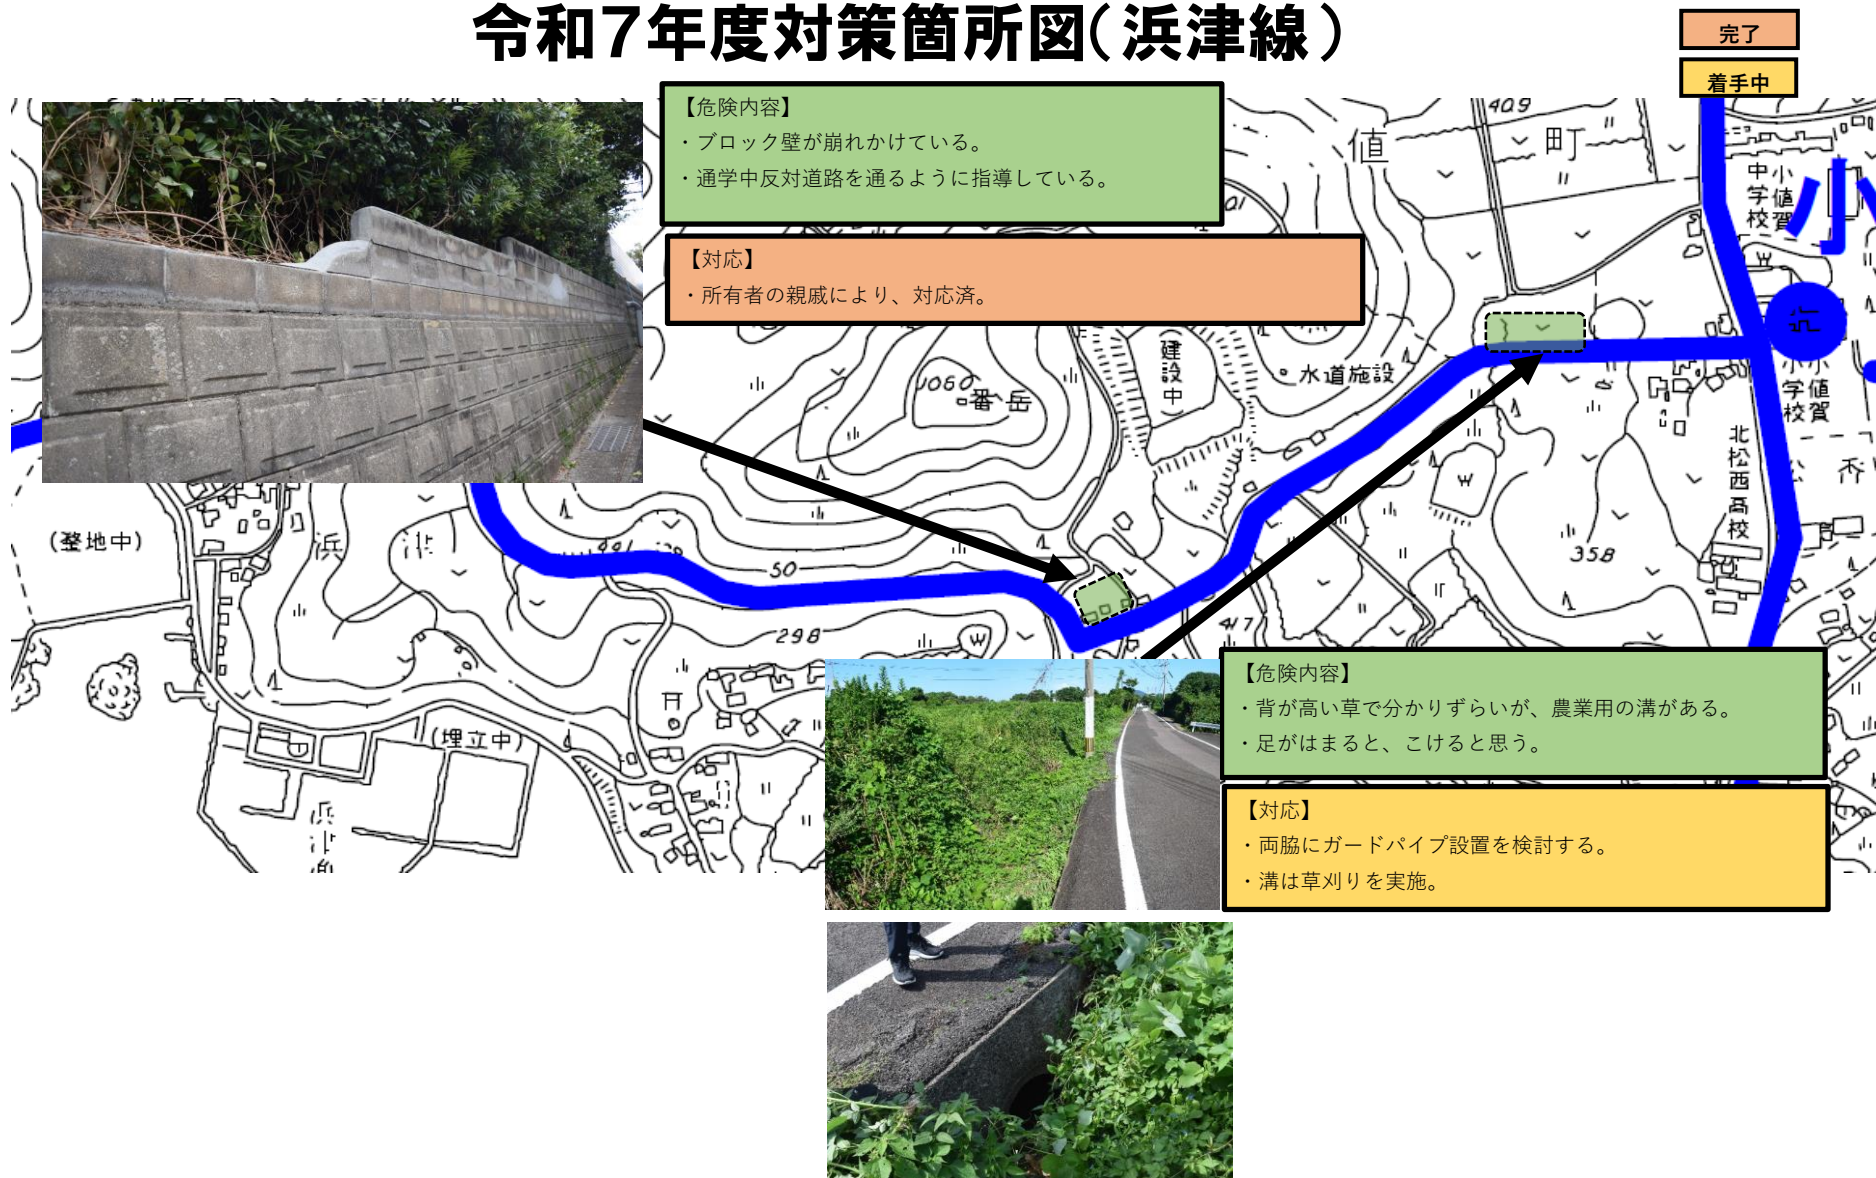 令和7年度対策箇所図(浜津線)
完了
着手中
【危険内容】
・ブロック壁が崩れかけている。
・通学中反対道路を通るように指導している。
【対応】
・所有者の親戚により、対応済。
【危険内容】
・背が高い草で分かりずらいが、農業用の溝がある。
・足がはまると、こけると思う。
【対応】
・両脇にガードパイプ設置を検討する。
・溝は草刈りを実施。
409
値
町
小値賀
中学校
小
建設中)
水道施設
番岳
小値賀
小学校
北松西高校
358
(整地中)
浜
津
50
298
417
(埋立中)